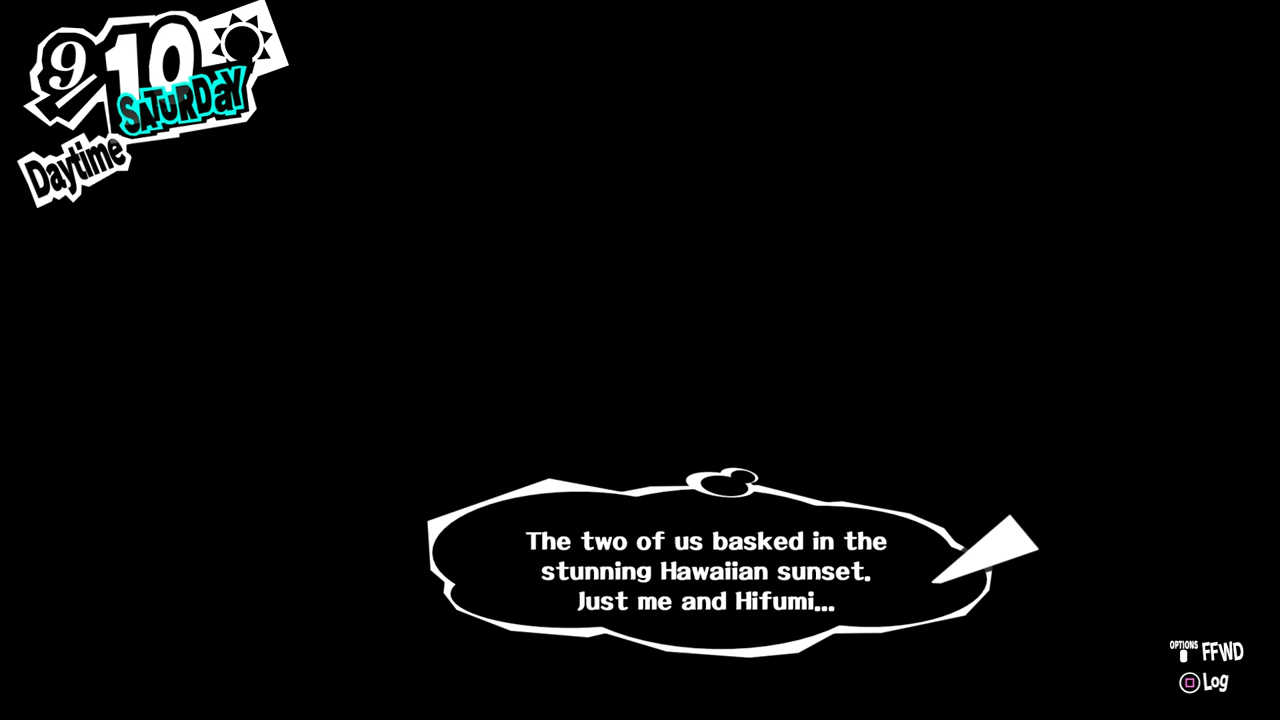 9/10
SATURDAY
Daytime
The two of us basked in the
stunning Hawaiian sunset.
Just me and Hifumi...
OPTIONS FFWD
Log